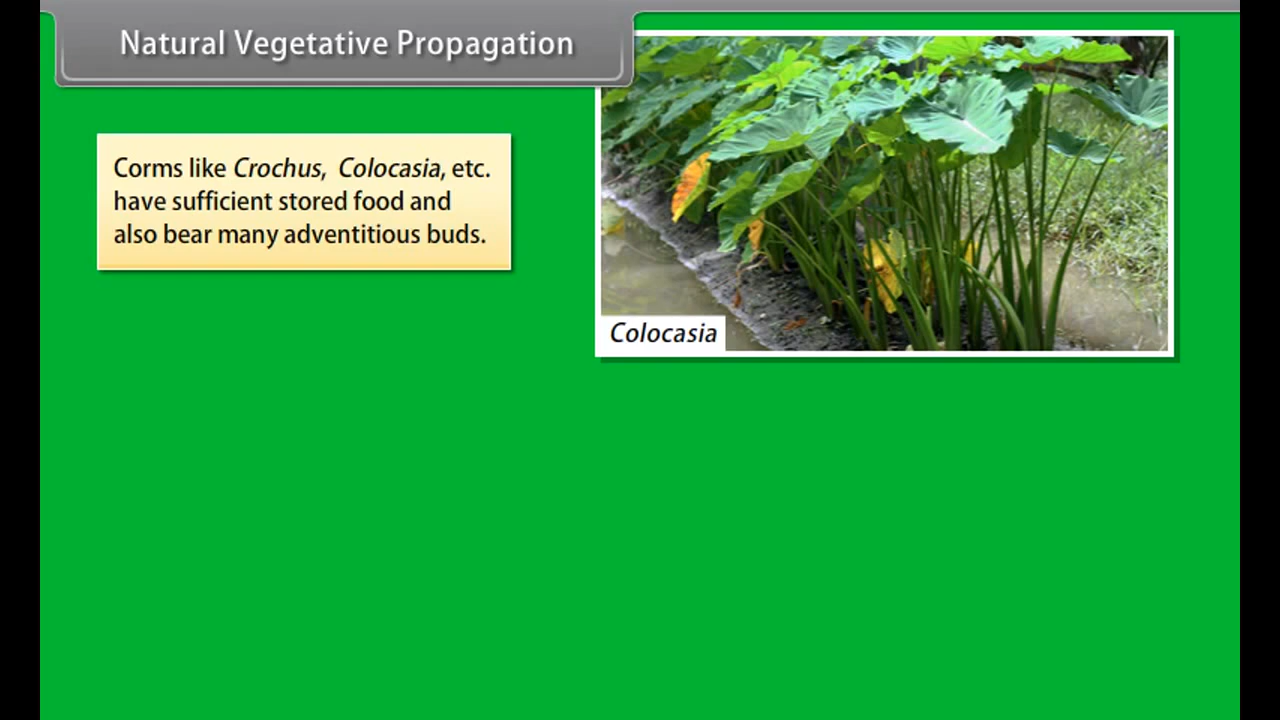 Natural Vegetative Propagation
Corms like Crochus, Colocasia, etc.
have sufficient stored food and
also bear many adventitious buds.
Colocasia